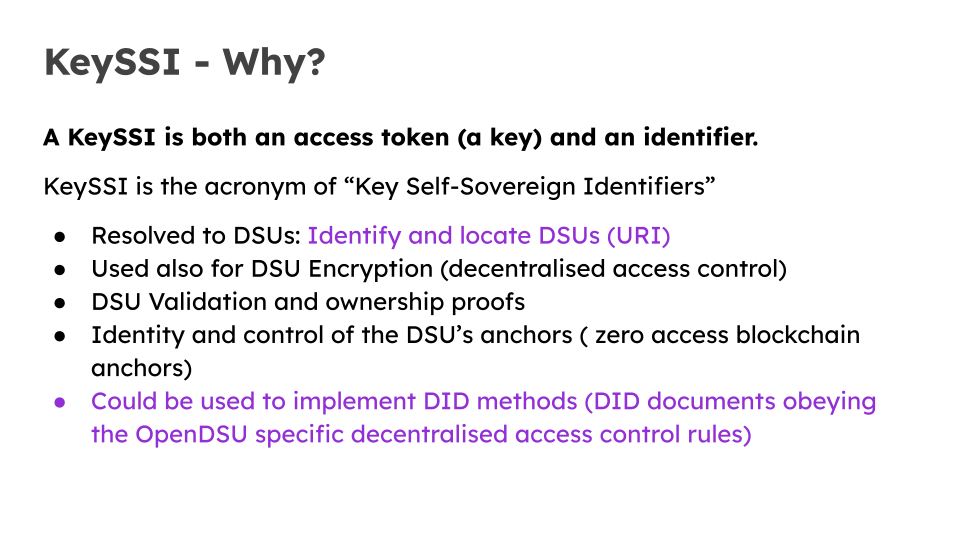 KeySSI - Why?
A KeySSI is both an access token (a key) and an identifier.
KeySSI is the acronym of “Key Self-Sovereign Identifiers”
● Resolved to DSUs: Identify and locate DSUs (URI)
● Used also for DSU Encryption (decentralised access control)
● DSU Validation and ownership proofs
● Identity and control of the DSU’s anchors ( zero access blockchain
anchors)
● Could be used to implement DID methods (DID documents obeying
the OpenDSU specific decentralised access control rules)